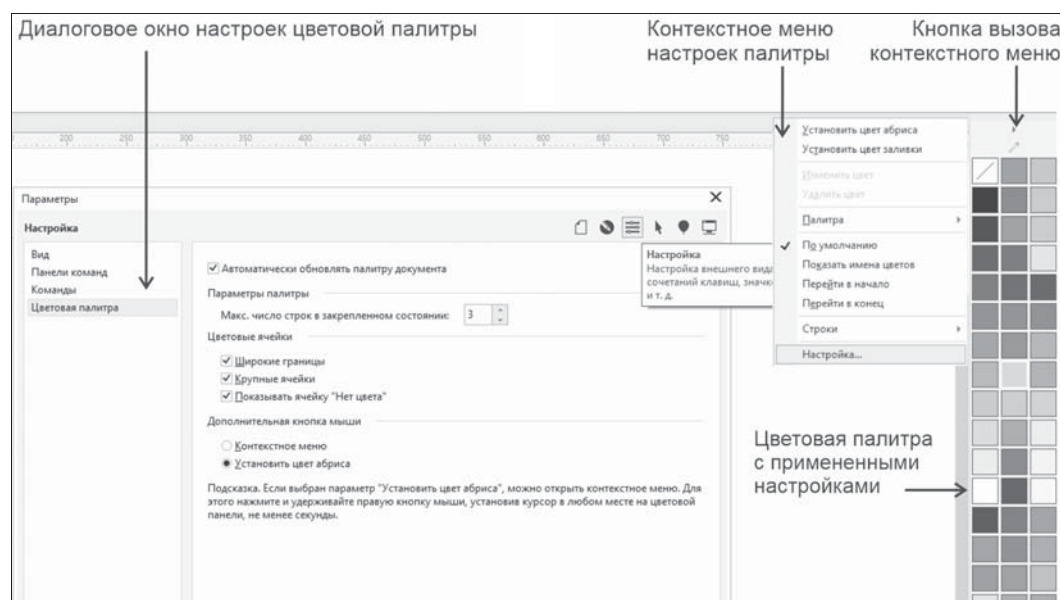 Диалоговое окно настроек цветовой палитры
Контекстное меню
настроек палитры
Кнопка вызова
контекстного меню
200 250 300 350 400 450 500 550 600 650 700 750
Установить цвет абриса
Установить цвет заливки
Изменить цвет
Удалить цвет
Палитра
По умолчанию
Показать имена цветов
Перейти в начало
Перейти в конец
Строки
Настройка...
Параметры
Настройка
Вид
Панели команд
Команды
Цветовая палитра
Настройка
Настройка внешнего вида
сочетаний клавиш,
и т. д.
Автоматически обновлять палитру документа
Параметры палитры
Макс. число строк в закрепленном состоянии: 3
Цветовые ячейки
Широкие границы
Крупные ячейки
Показывать ячейку "Нет цвета"
Дополнительная кнопка мыши
Контекстное меню
Установить цвет абриса
Подсказка. Если выбран параметр "Установить цвет абриса", можно открыть контекстное меню. Для
этого нажмите и удерживайте правую кнопку мыши, установив курсор в любом месте на цветовой
панели, не менее секунды.
Цветовая палитра
с примененными
настройками